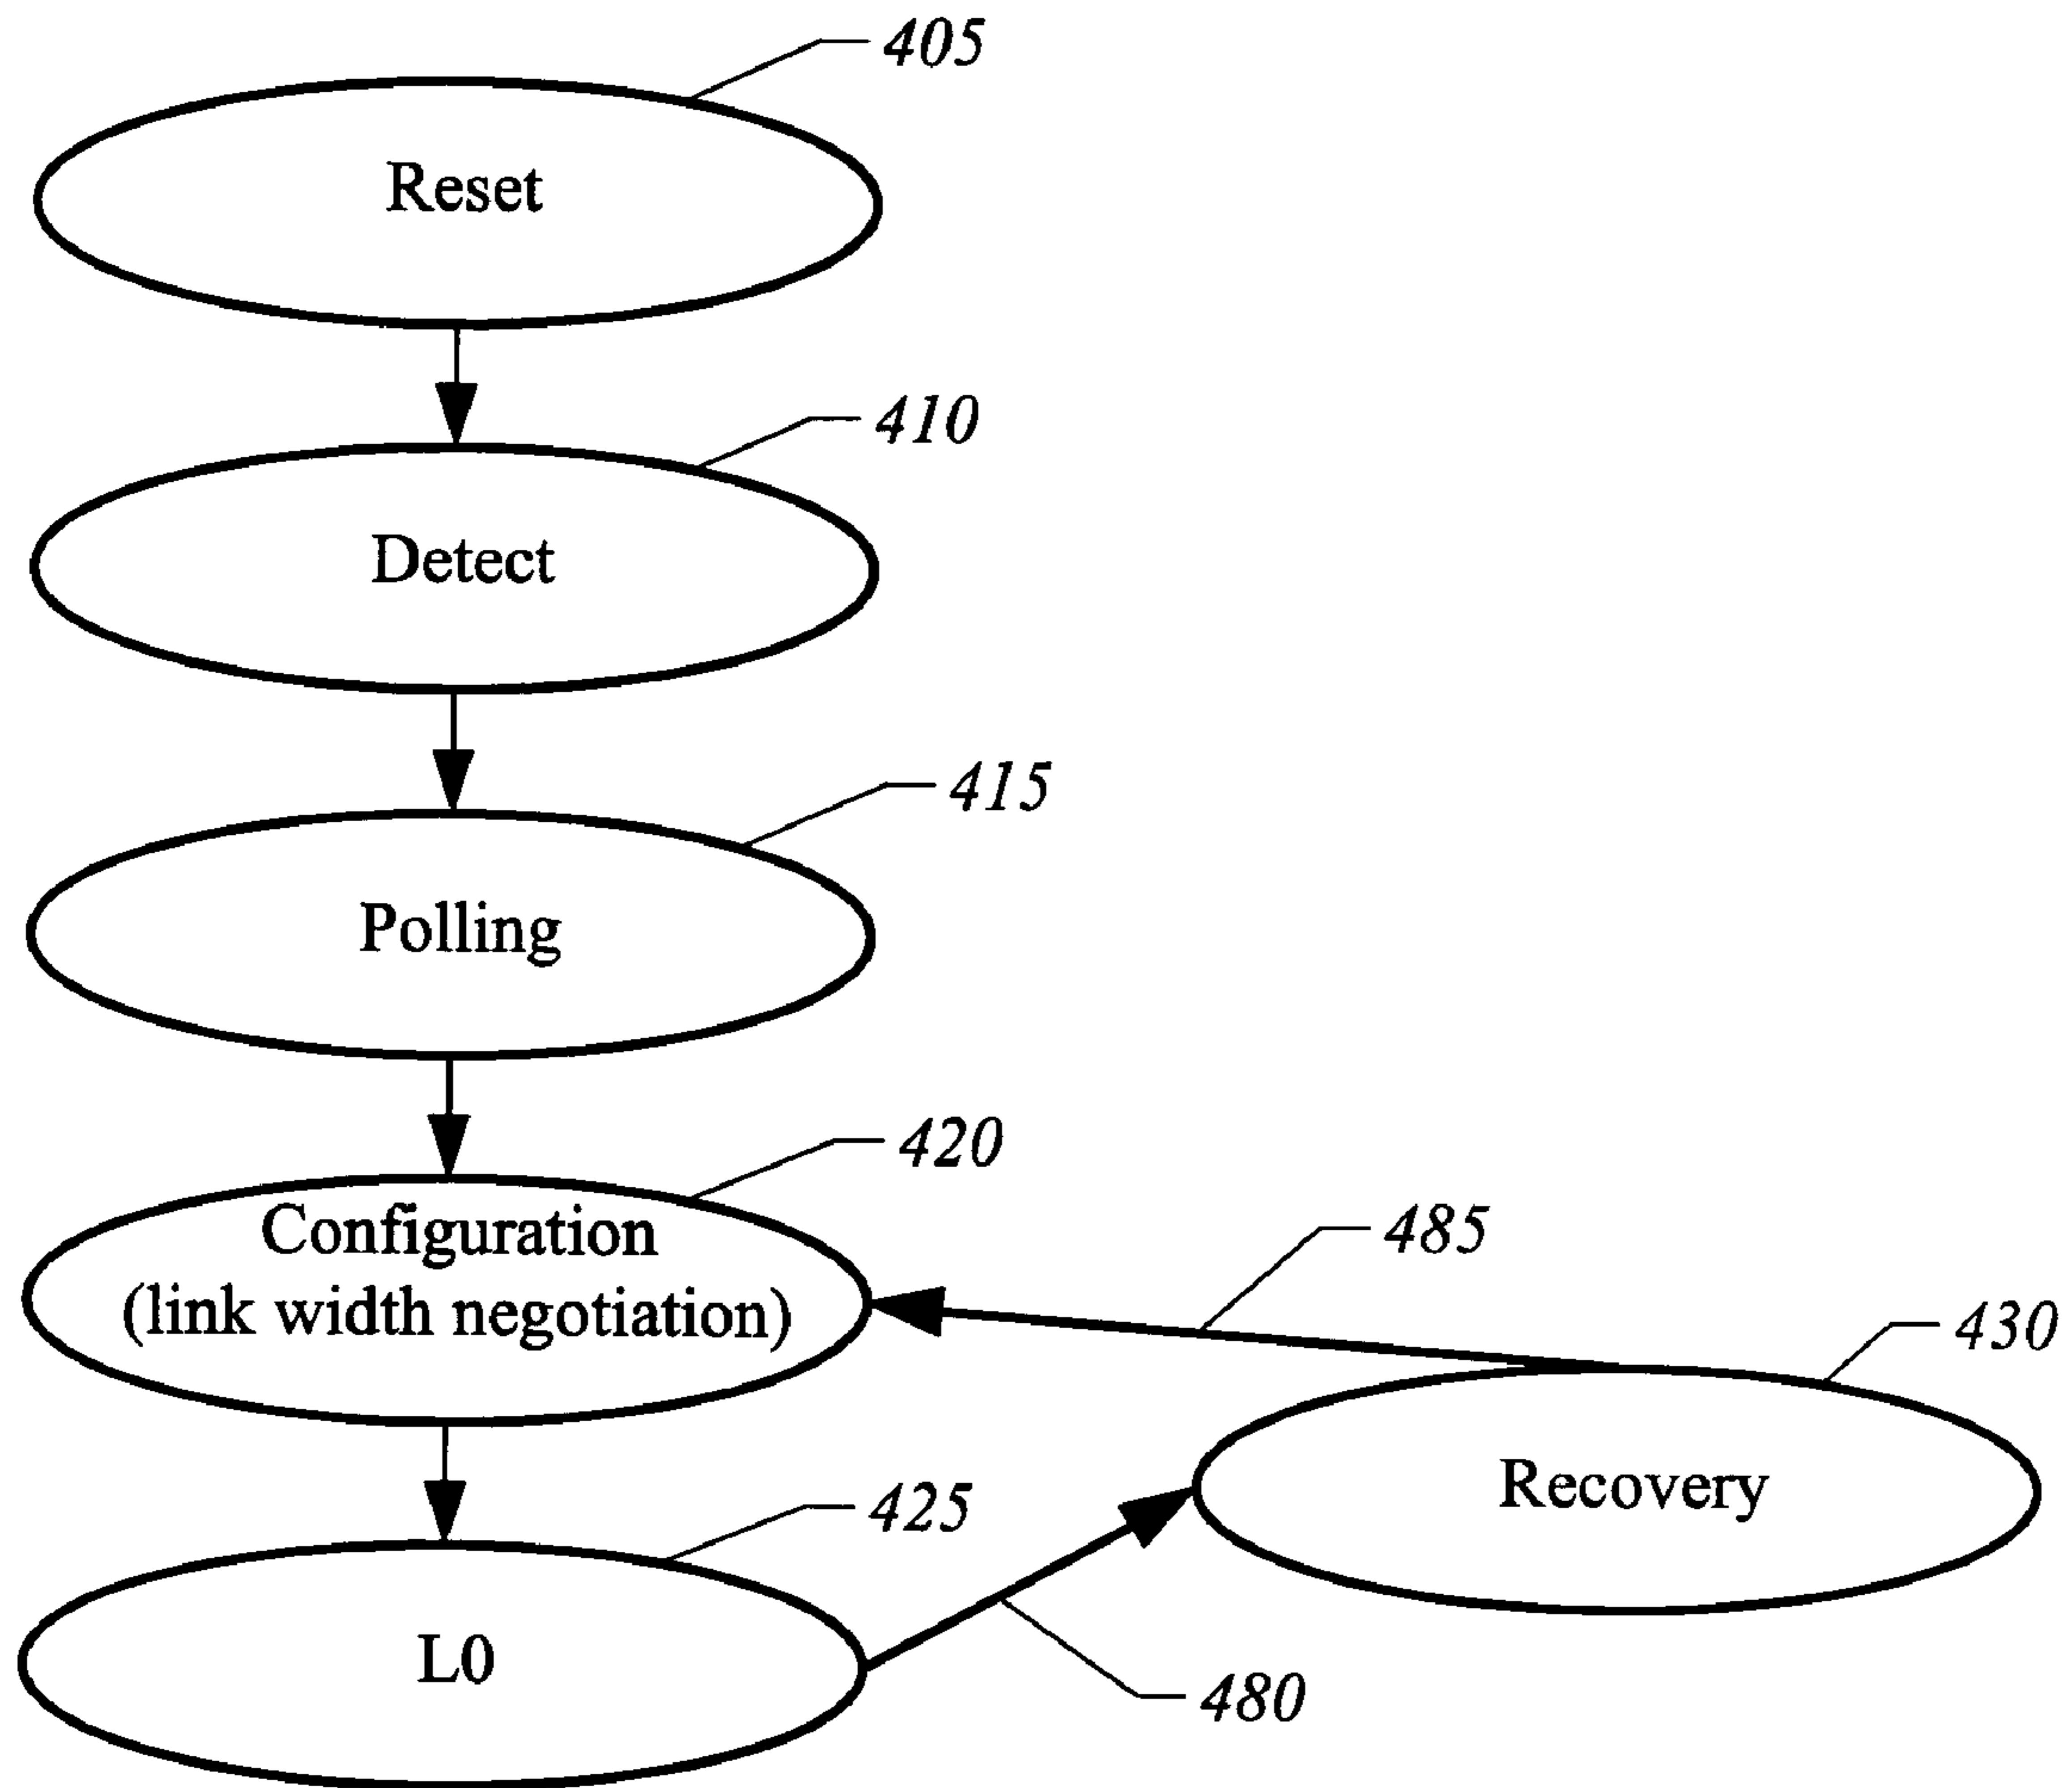 405
Reset
410
Detect
415
Polling
420
Configuration
(link width negotiation)
485
430
Recovery
425
L0
480